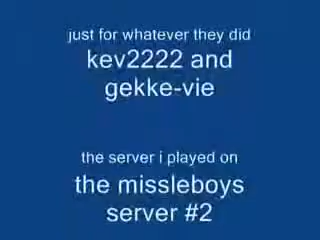 just for whatever they did
kev2222 and
gekke-vie
the server i played on
the missleboys
server #2